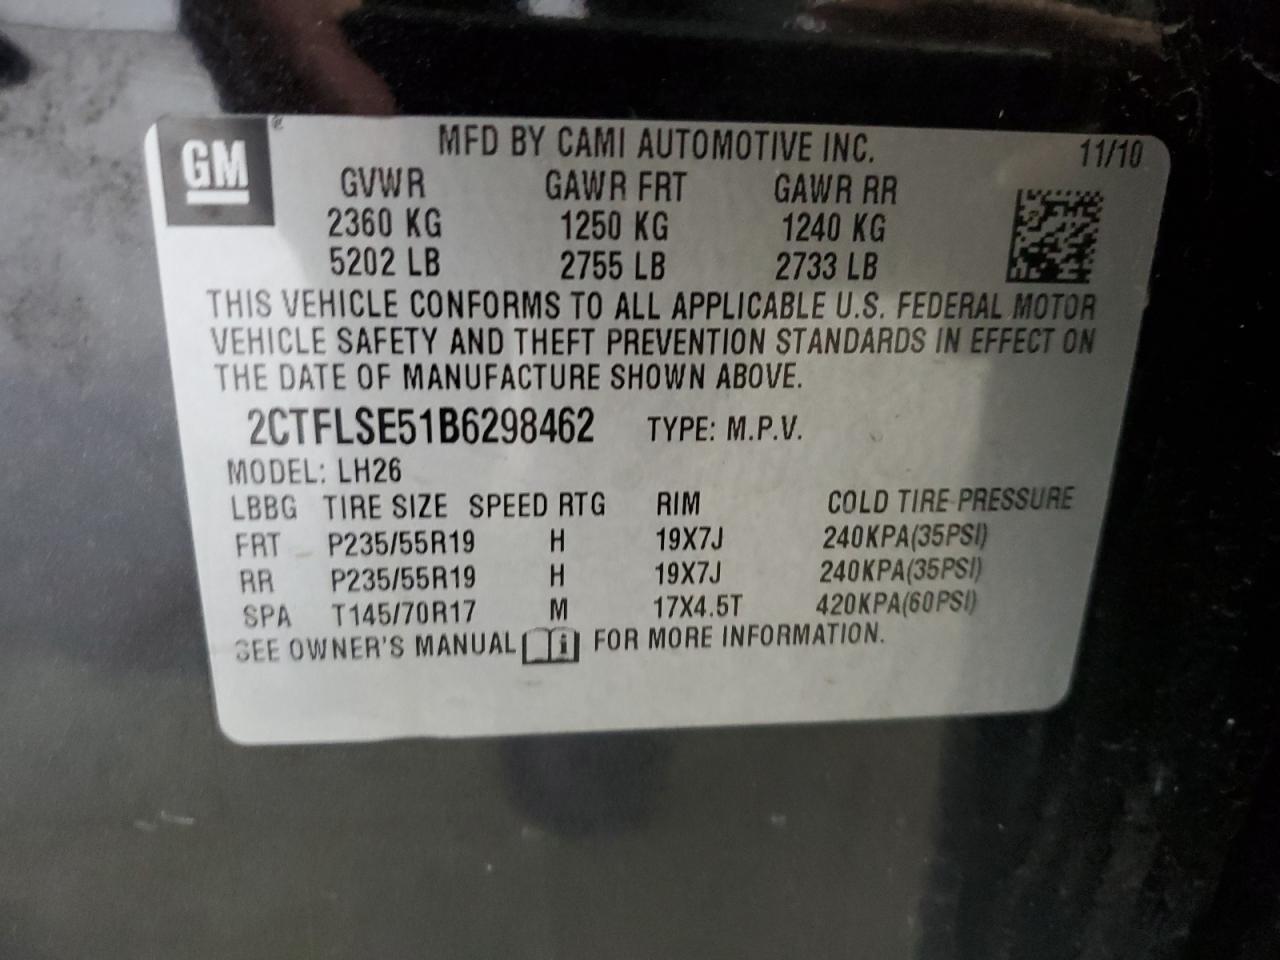 GM
MFD BY CAMI AUTOMOTIVE INC. 11/10
GVWR GAWR FRT GAWR RR
2360 KG 1250 KG 1240 KG
5202 LB 2755 LB 2733 LB
THIS VEHICLE CONFORMS TO ALL APPLICABLE U.S. FEDERAL MOTOR
VEHICLE SAFETY AND THEFT PREVENTION STANDARDS IN EFFECT ON
THE DATE OF MANUFACTURE SHOWN ABOVE.
2CTFLSE51B6298462 TYPE: M.P.V.
MODEL: LH26
LBBG TIRE SIZE SPEED RTG RIM COLD TIRE PRESSURE
FRT P235/55R19 H 19X7J 240KPA(35PSI)
RR P235/55R19 H 19X7J 240KPA(35PSI)
SPA T145/70R17 M 17X4.5T 420KPA(60PSI)
SEE OWNER'S MANUAL i FOR MORE INFORMATION.